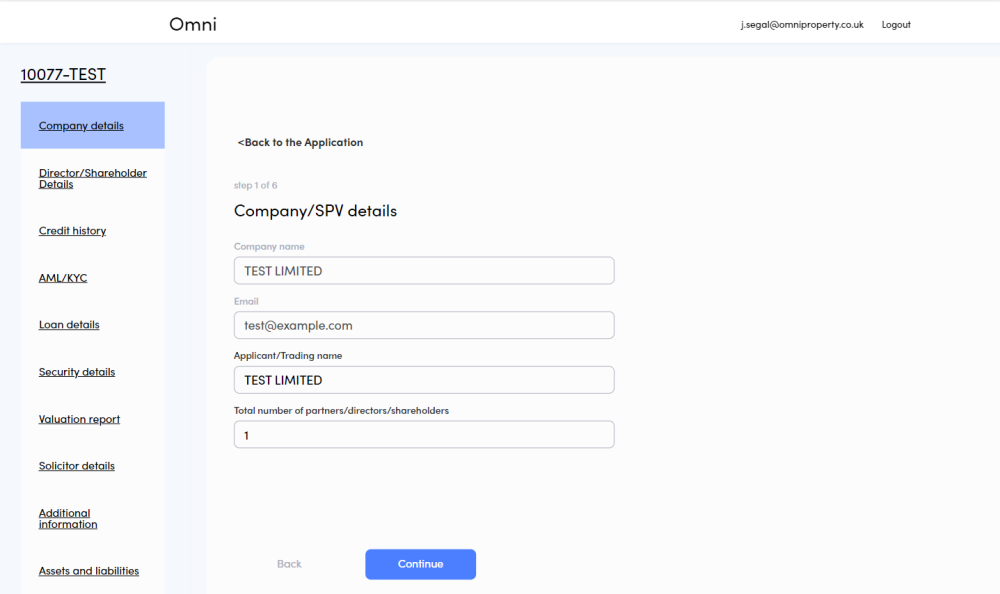 Omni
j.segal@omniproperty.co.uk Logout
10077-TEST
Company details
Director/Shareholder
Details
Credit history
AML/KYC
Loan details
Security details
Valuation report
Solicitor details
Additional
information
Assets and liabilities
<Back to the Application
step 1 of 6
Company/SPV details
Company name
TEST LIMITED
Email
test@example.com
Applicant/Trading name
TEST LIMITED
Total number of partners/directors/shareholders
1
Back Continue